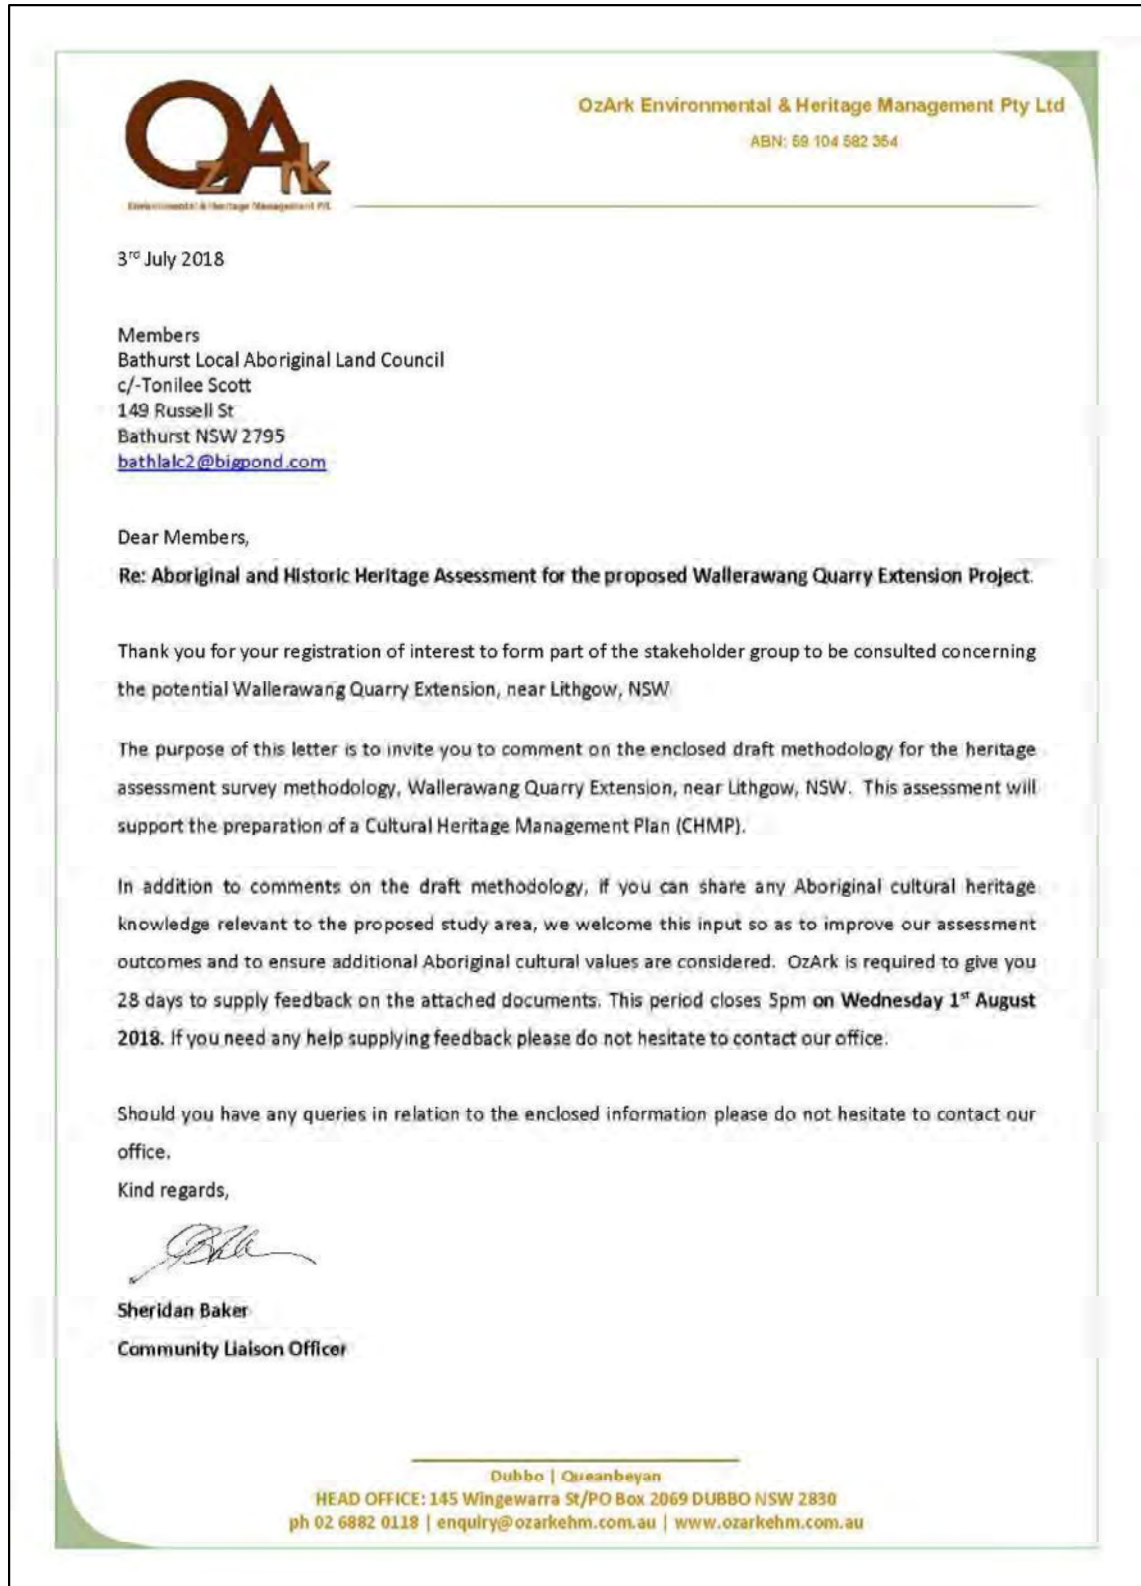 OzArk
Environmental & Heritage Management P/L
OzArk Environmental & Heritage Management Pty Ltd
ABN: 59 104 582 354
3rd July 2018
Members
Bathurst Local Aboriginal Land Council
c/-Tonilee Scott
149 Russell St
Bathurst NSW 2795
bathlalc2@bigpond.com
Dear Members,
Re: Aboriginal and Historic Heritage Assessment for the proposed Wallerawang Quarry Extension Project.
Thank you for your registration of interest to form part of the stakeholder group to be consulted concerning
the potential Wallerawang Quarry Extension, near Lithgow, NSW
The purpose of this letter is to invite you to comment on the enclosed draft methodology for the heritage
assessment survey methodology, Wallerawang Quarry Extension, near Lithgow, NSW. This assessment will
support the preparation of a Cultural Heritage Management Plan (CHMP).
In addition to comments on the draft methodology, if you can share any Aboriginal cultural heritage
knowledge relevant to the proposed study area, we welcome this input so as to improve our assessment
outcomes and to ensure additional Aboriginal cultural values are considered. OzArk is required to give you
28 days to supply feedback on the attached documents. This period closes 5pm on Wednesday 1st August
2018. If you need any help supplying feedback please do not hesitate to contact our office.
Should you have any queries in relation to the enclosed information please do not hesitate to contact our
office.
Kind regards,
Sheridan Baker
Community Liaison Officer
Dubbo | Queanbeyan
HEAD OFFICE: 145 Wingewarra St/PO Box 2069 DUBBO NSW 2830
ph 02 6882 0118 | enquiry@ozarkehm.com.au | www.ozarkehm.com.au